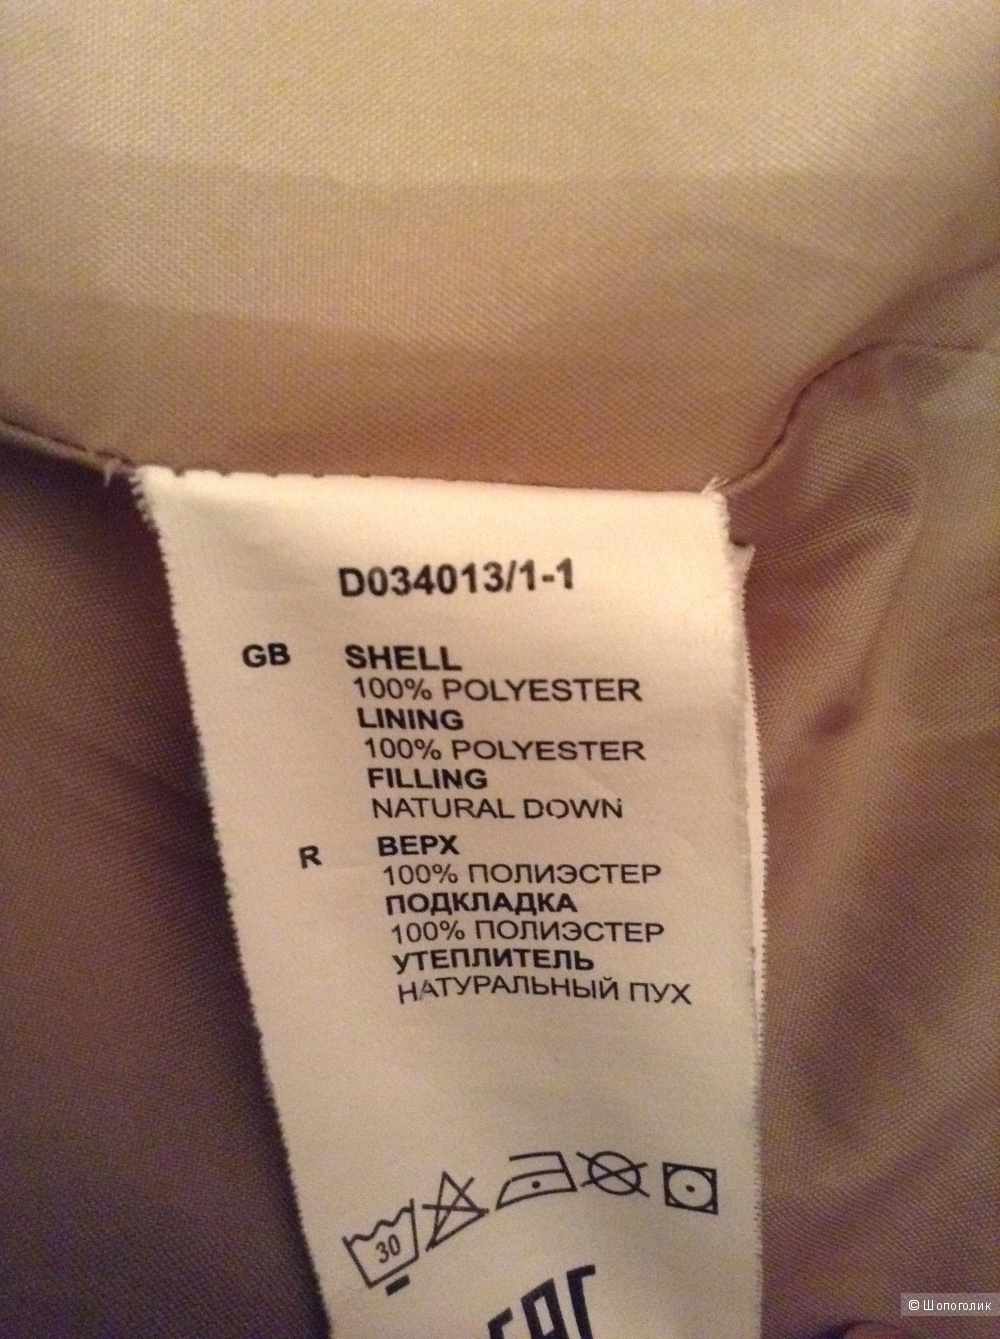 D034013/1-1
GB SHELL
100% POLYESTER
LINING
100% POLYESTER
FILLING
NATURAL DOWN
R ВЕРХ
100% ПОЛИЭСТЕР
ПОДКЛАДКА
100% ПОЛИЭСТЕР
УТЕПЛИТЕЛЬ
НАТУРАЛЬНЫЙ ПУХ
30
EAC
© Шопоголик